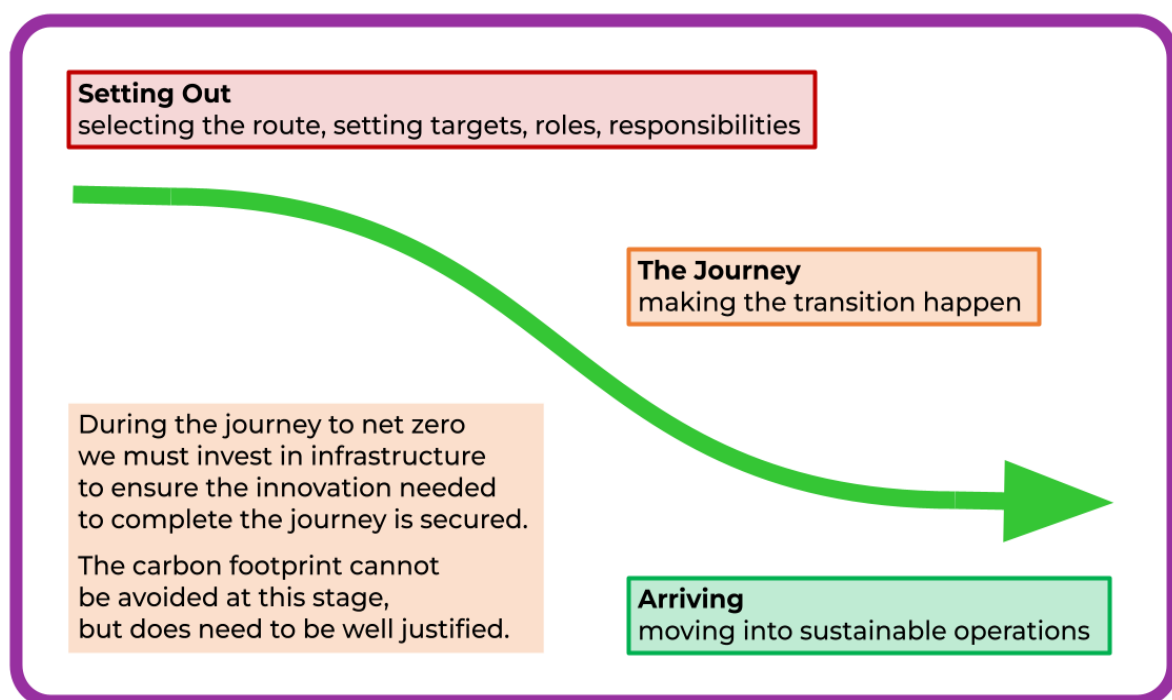 Setting Out
selecting the route, setting targets, roles, responsibilities
The Journey
making the transition happen
During the journey to net zero
we must invest in infrastructure
to ensure the innovation needed
to complete the journey is secured.
The carbon footprint cannot
be avoided at this stage,
but does need to be well justified.
Arriving
moving into sustainable operations